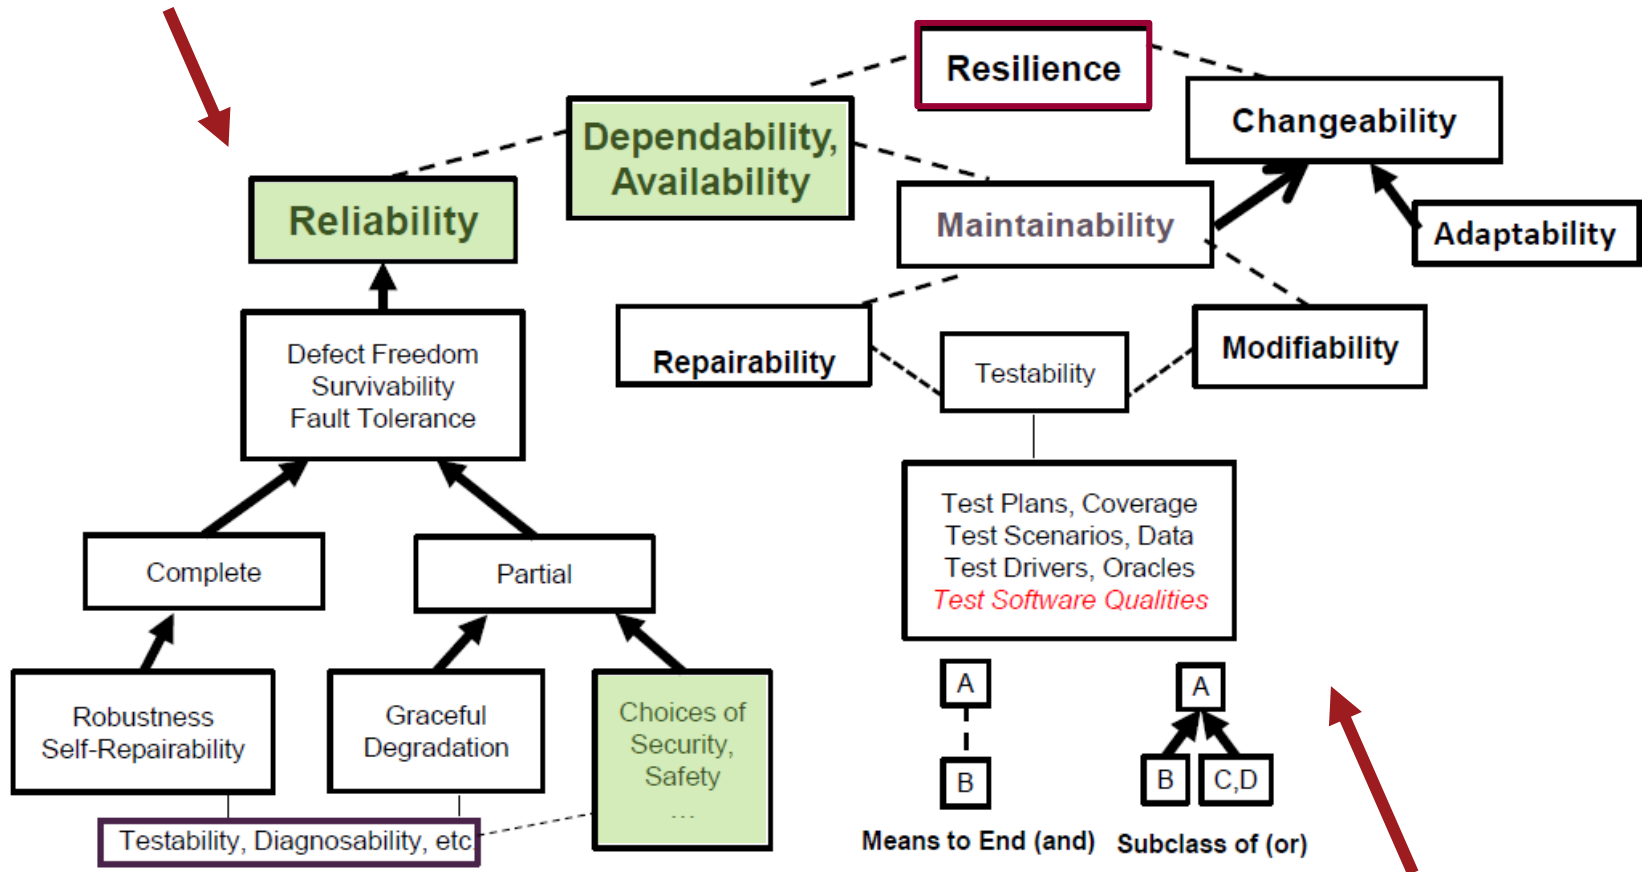 Resilience
Changeability
Dependability,
Availability
Reliability
Maintainability
Adaptability
Defect Freedom
Survivability
Fault Tolerance
Repairability
Testability
Modifiability
Test Plans, Coverage
Test Scenarios, Data
Test Drivers, Oracles
Test Software Qualities
Complete
Partial
Robustness
Self-Repairability
Graceful
Degradation
Choices of
Security,
Safety
...
Testability, Diagnosability, etc.
A
B
Means to End (and)
A
B
C,D
Subclass of (or)